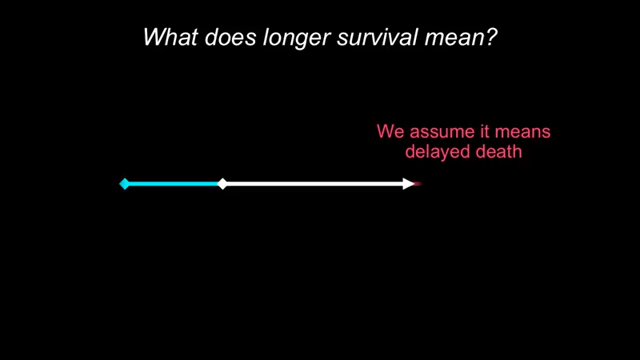 What does longer survival mean?
We assume it means
delayed death